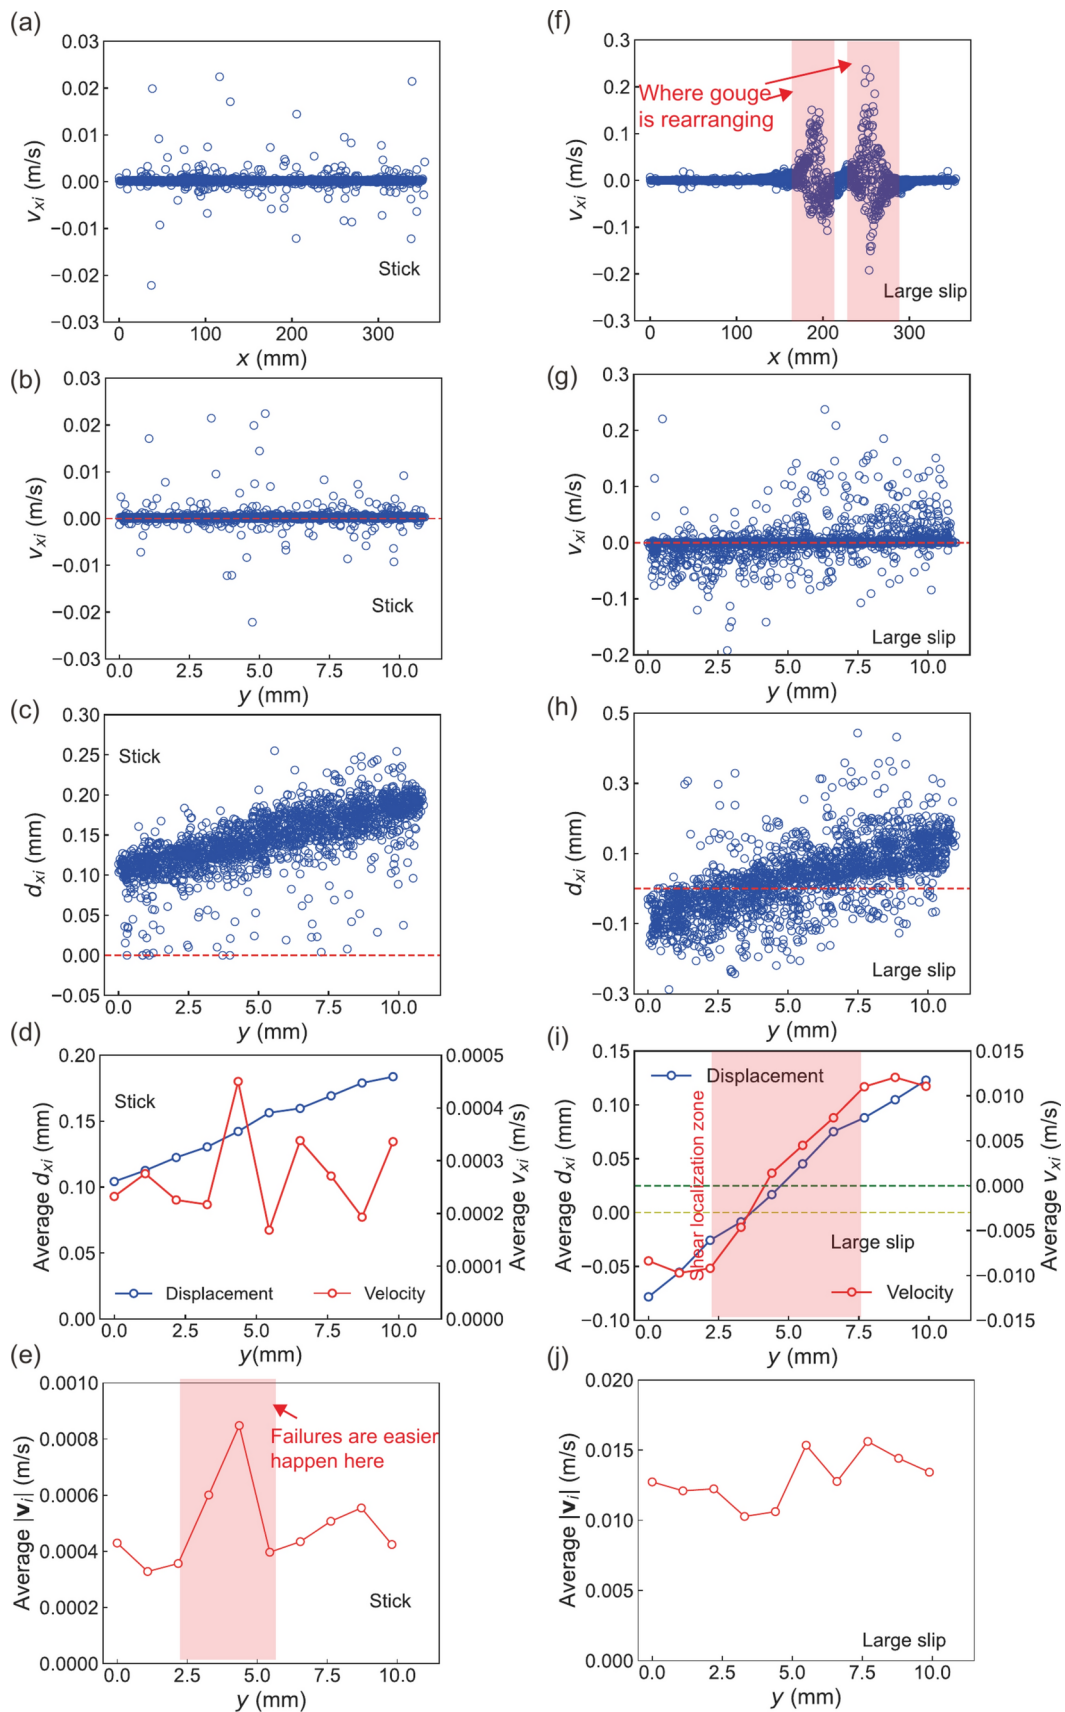 (a)
0.03
0.02
0.01
0.00
−0.01
−0.02
−0.03
vxi (m/s)
Stick
0 100 200 300
x (mm)
(b)
0.03
0.02
0.01
0.00
−0.01
−0.02
−0.03
vxi (m/s)
Stick
0.0 2.5 5.0 7.5 10.0
y (mm)
(c)
0.30
0.25
0.20
0.15
0.10
0.05
0.00
−0.05
dxi (mm)
Stick
0.0 2.5 5.0 7.5 10.0
y (mm)
(d)
0.20
0.15
0.10
0.05
0.00
Average dxi (mm)
Stick
Displacement Velocity
0.0005
0.0004
0.0003
0.0002
0.0001
0.0000
Average vxi (m/s)
0.0 2.5 5.0 7.5 10.0
y(mm)
(e)
0.0010
0.0008
0.0006
0.0004
0.0002
0.0000
Average |vi| (m/s)
Failures are easier
happen here
Stick
0.0 2.5 5.0 7.5 10.0
y (mm)
(f)
0.3
0.2
0.1
0.0
−0.1
−0.2
−0.3
vxi (m/s)
Where gouge
is rearranging
Large slip
0 100 200 300
x (mm)
(g)
0.3
0.2
0.1
0.0
−0.1
−0.2
vxi (m/s)
Large slip
0.0 2.5 5.0 7.5 10.0
y (mm)
(h)
0.5
0.3
0.1
−0.1
−0.3
dxi (mm)
Large slip
0.0 2.5 5.0 7.5 10.0
y (mm)
(i)
0.15
0.10
0.05
0.00
−0.05
−0.10
Average dxi (mm)
Displacement
Shear localization zone
Large slip
Velocity
0.015
0.010
0.005
0.000
−0.005
−0.010
−0.015
Average vxi (m/s)
0.0 2.5 5.0 7.5 10.0
y (mm)
(j)
0.020
0.015
0.010
0.005
0.000
Average |vi| (m/s)
Large slip
0.0 2.5 5.0 7.5 10.0
y (mm)